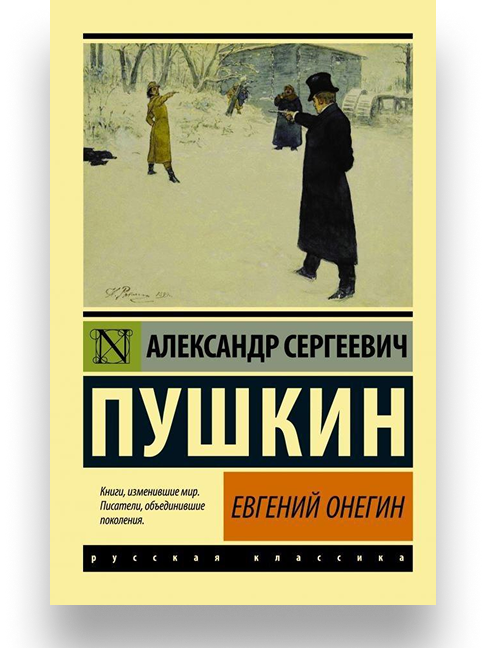 N
АЛЕКСАНДР СЕРГЕЕВИЧ
ПУШКИН
Книги, изменившие мир.
Писатели, объединившие
поколения.
ЕВГЕНИЙ ОНЕГИН
русская классика